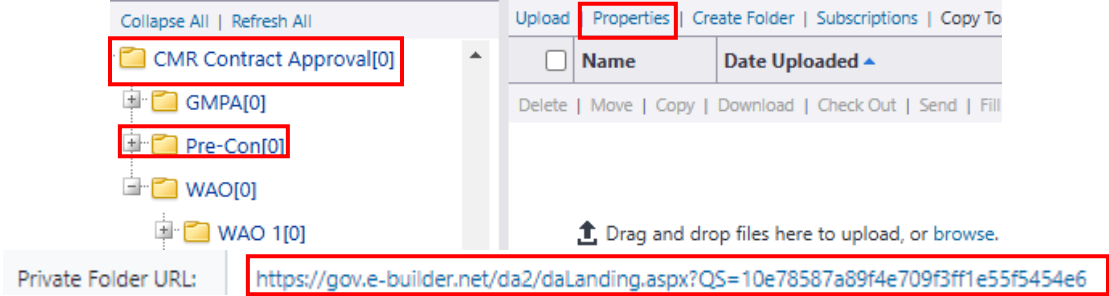 Collapse All | Refresh All
CMR Contract Approval[0]
GMPA[0]
Pre-Con[0]
WAO[0]
WAO 1[0]
Upload | Properties | Create Folder | Subscriptions | Copy To
Name Date Uploaded
Delete | Move | Copy | Download | Check Out | Send | Fill
Drag and drop files here to upload, or browse.
Private Folder URL: https://gov.e-builder.net/da2/daLanding.aspx?QS=10e78587a89f4e709f3ff1e55f5454e6